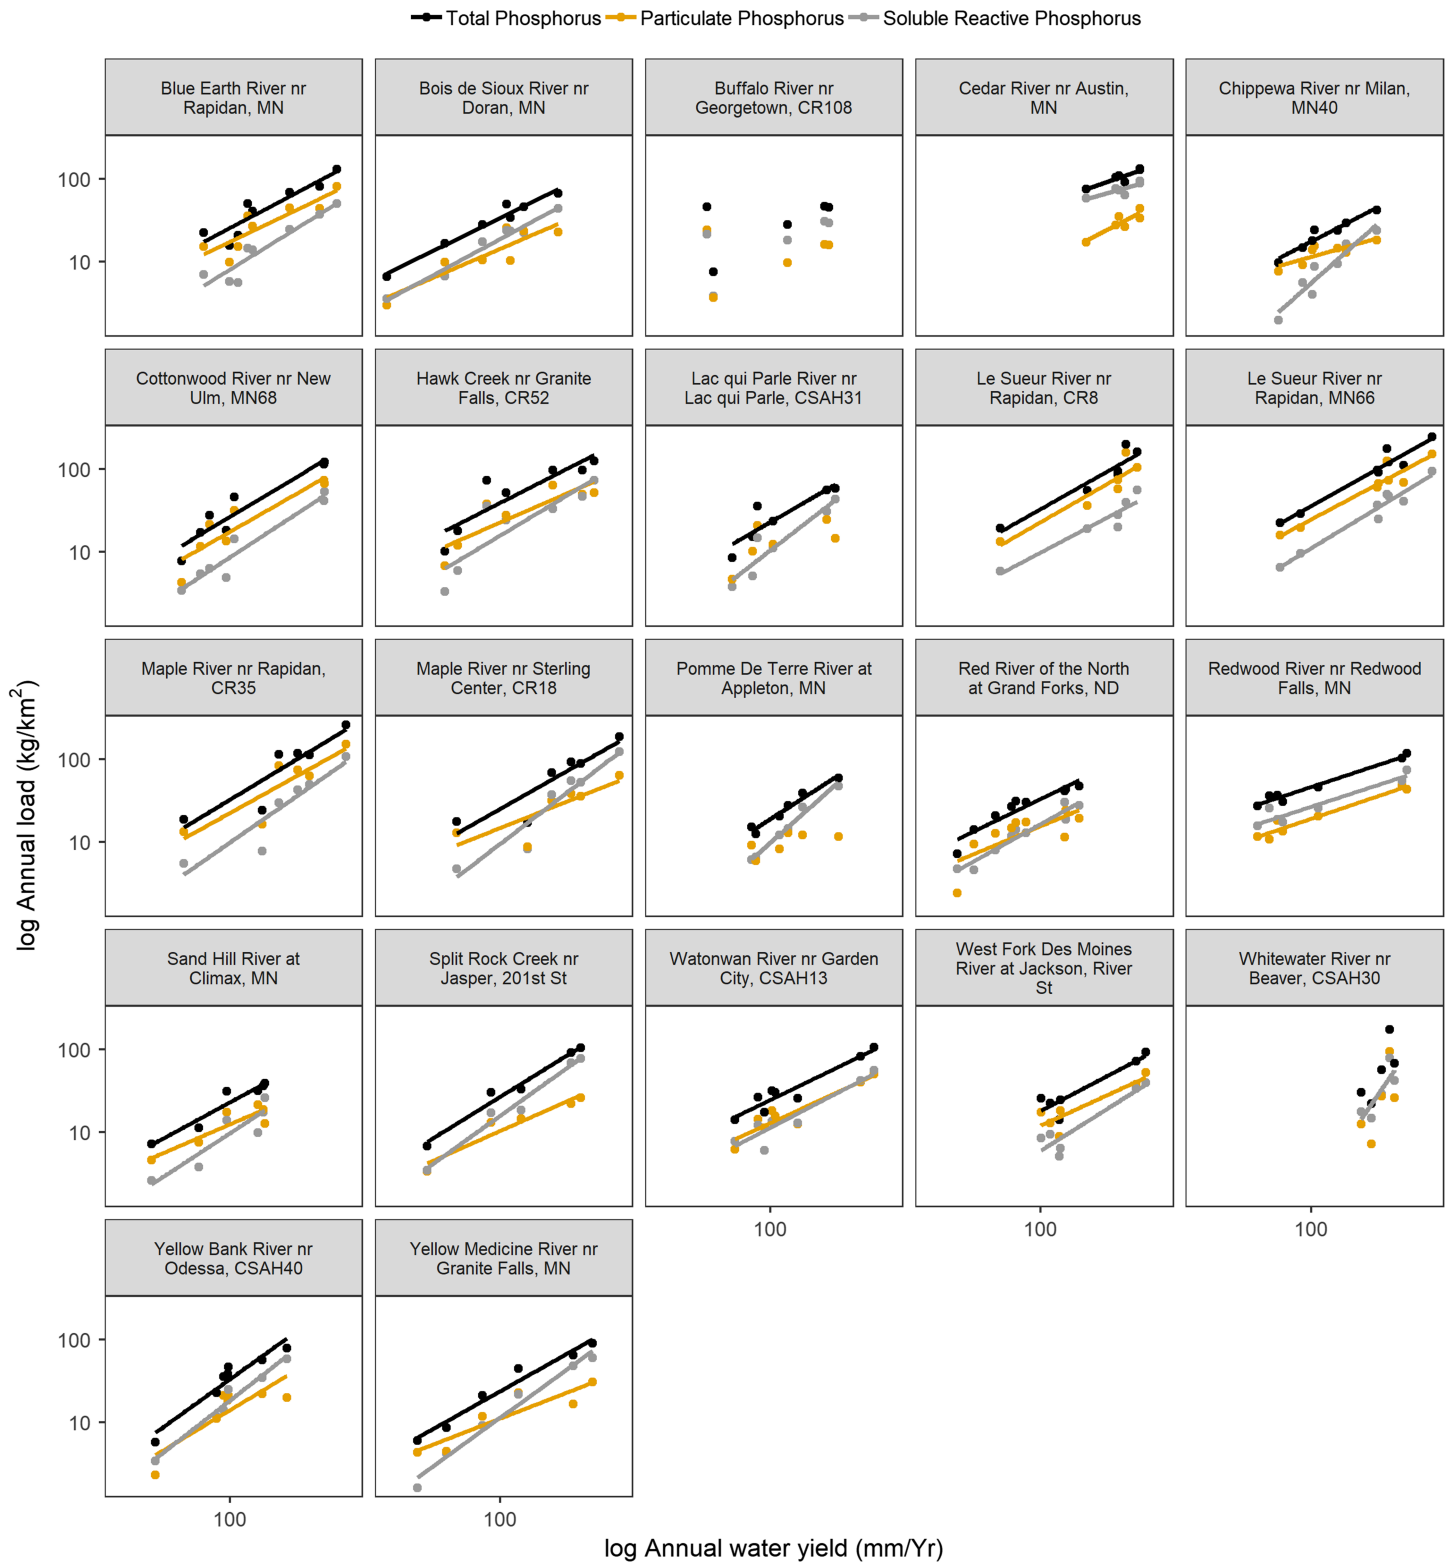 Total Phosphorus Particulate Phosphorus Soluble Reactive Phosphorus
Blue Earth River nr
Rapidan, MN
Bois de Sioux River nr
Doran, MN
Buffalo River nr
Georgetown, CR108
Cedar River nr Austin,
MN
Chippewa River nr Milan,
MN40
100
10
Cottonwood River nr New
Ulm, MN68
Hawk Creek nr Granite
Falls, CR52
Lac qui Parle River nr
Lac qui Parle, CSAH31
Le Sueur River nr
Rapidan, CR8
Le Sueur River nr
Rapidan, MN66
100
10
Maple River nr Rapidan,
CR35
Maple River nr Sterling
Center, CR18
Pomme De Terre River at
Appleton, MN
Red River of the North
at Grand Forks, ND
Redwood River nr Redwood
Falls, MN
100
10
log Annual load (kg/km²)
Sand Hill River at
Climax, MN
Split Rock Creek nr
Jasper, 201st St
Watonwan River nr Garden
City, CSAH13
West Fork Des Moines
River at Jackson, River
St
Whitewater River nr
Beaver, CSAH30
100
10
100
100
100
Yellow Bank River nr
Odessa, CSAH40
Yellow Medicine River nr
Granite Falls, MN
100
10
100
100
log Annual water yield (mm/Yr)